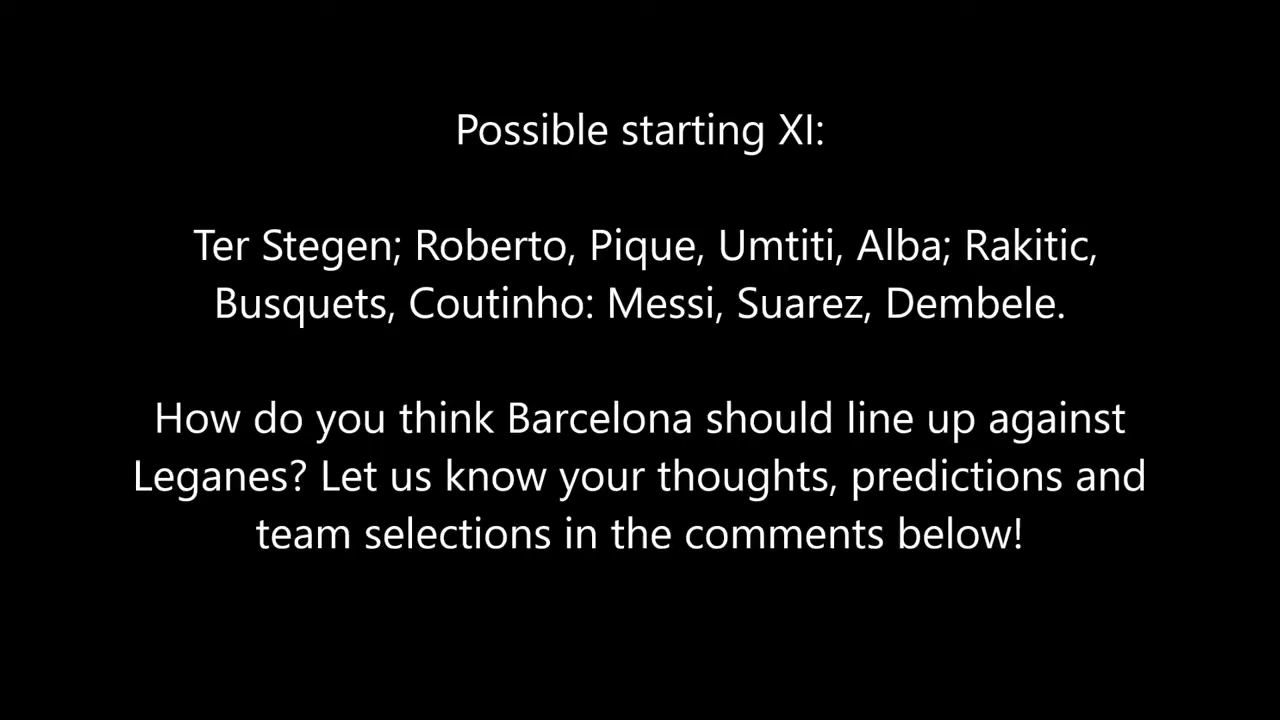 Possible starting XI:
Ter Stegen; Roberto, Pique, Umtiti, Alba; Rakitic,
Busquets, Coutinho: Messi, Suarez, Dembele.
How do you think Barcelona should line up against
Leganes? Let us know your thoughts, predictions and
team selections in the comments below!